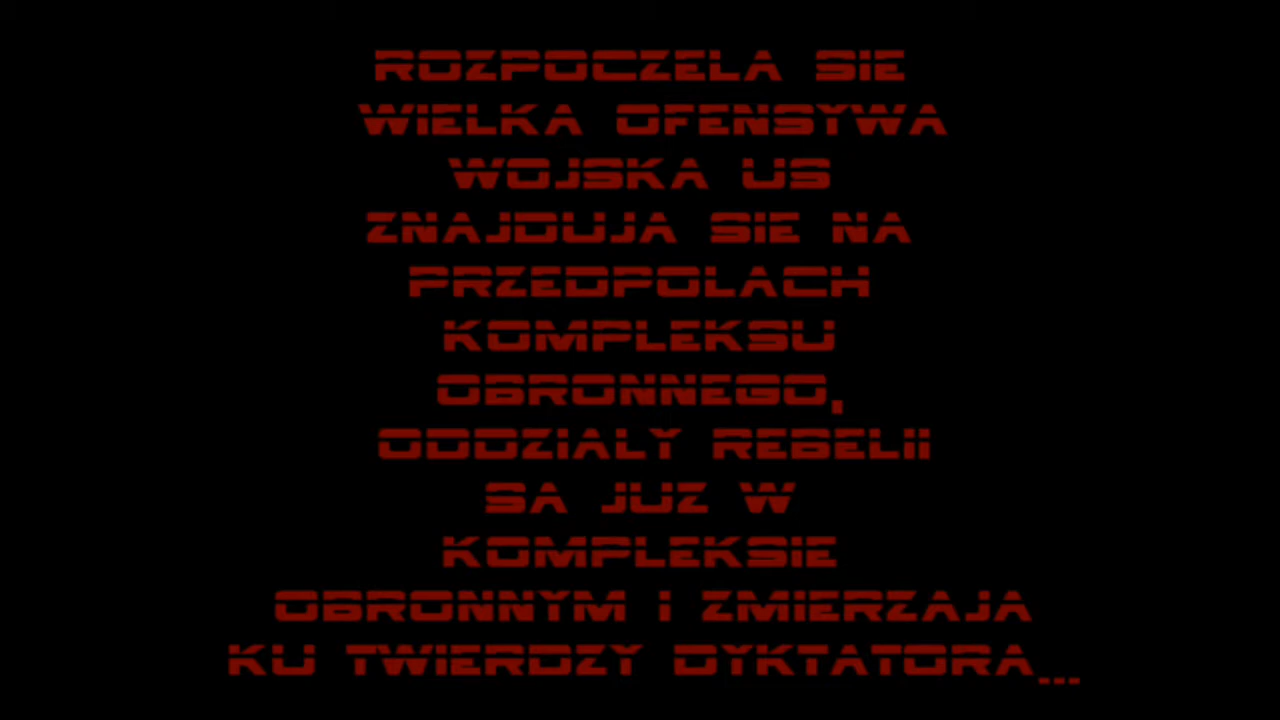 ROZPOCZELA SIE
WIELKA OFENSYWA
WOJSKA US
ZNAJDUJA SIE NA
PRZEDPOLACH
KOMPLEKSU
OBRONNEGO,
ODDZIALY REBELII
SA JUZ W
KOMPLEKSIE
OBRONNYM I ZMIERZAJA
KU TWIERDZY DYKTATORA...